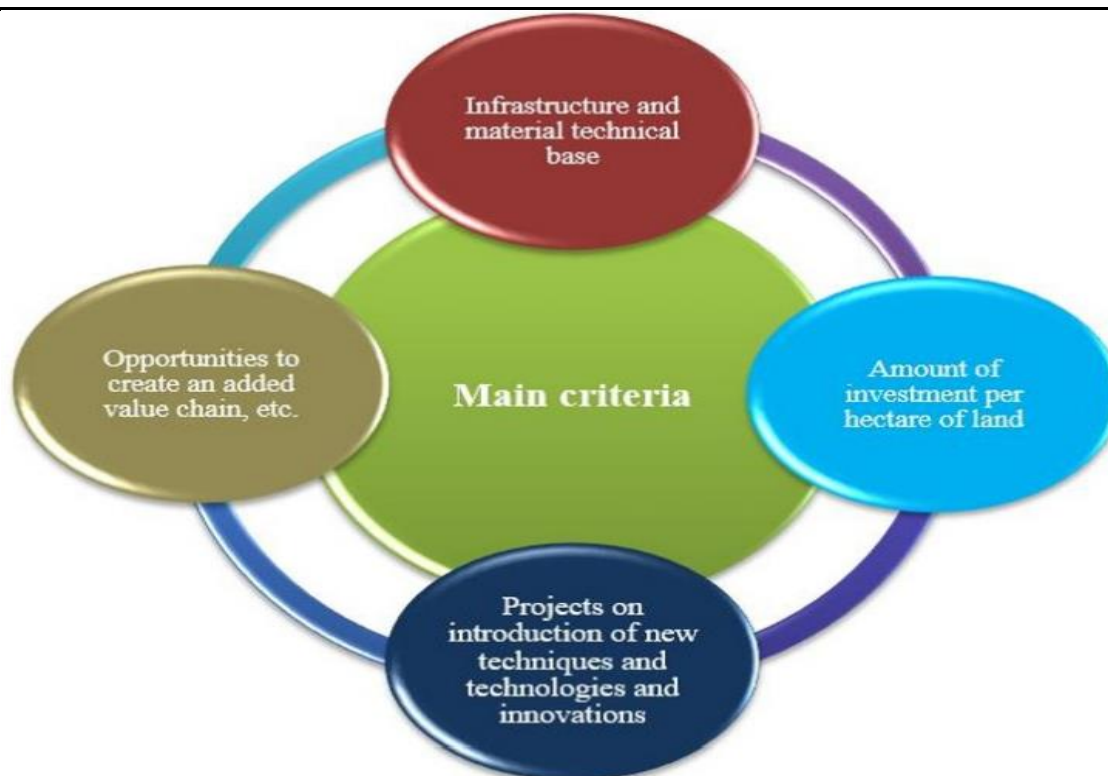 Infrastructure and
material technical
base
Opportunities to
create an added
value chain, etc.
Main criteria
Amount of
investment per
hectare of land
Projects on
introduction of new
techniques and
technologies and
innovations